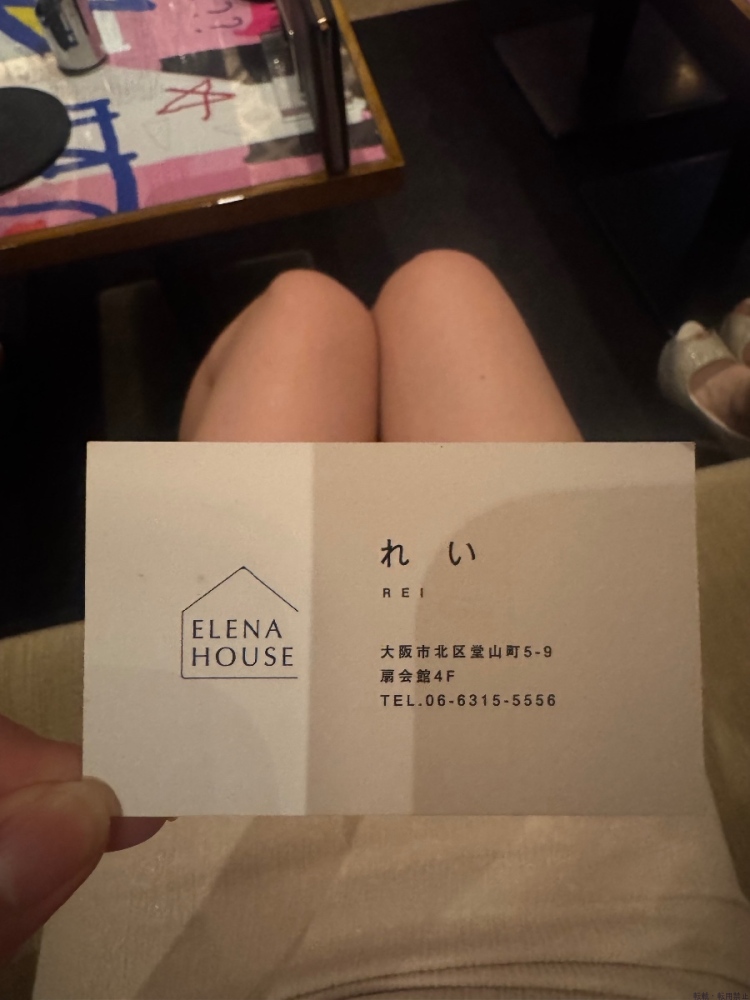 ELENA
HOUSE
れい
REI
大阪市北区堂山町5-9
扇会館4F
TEL.06-6315-5556